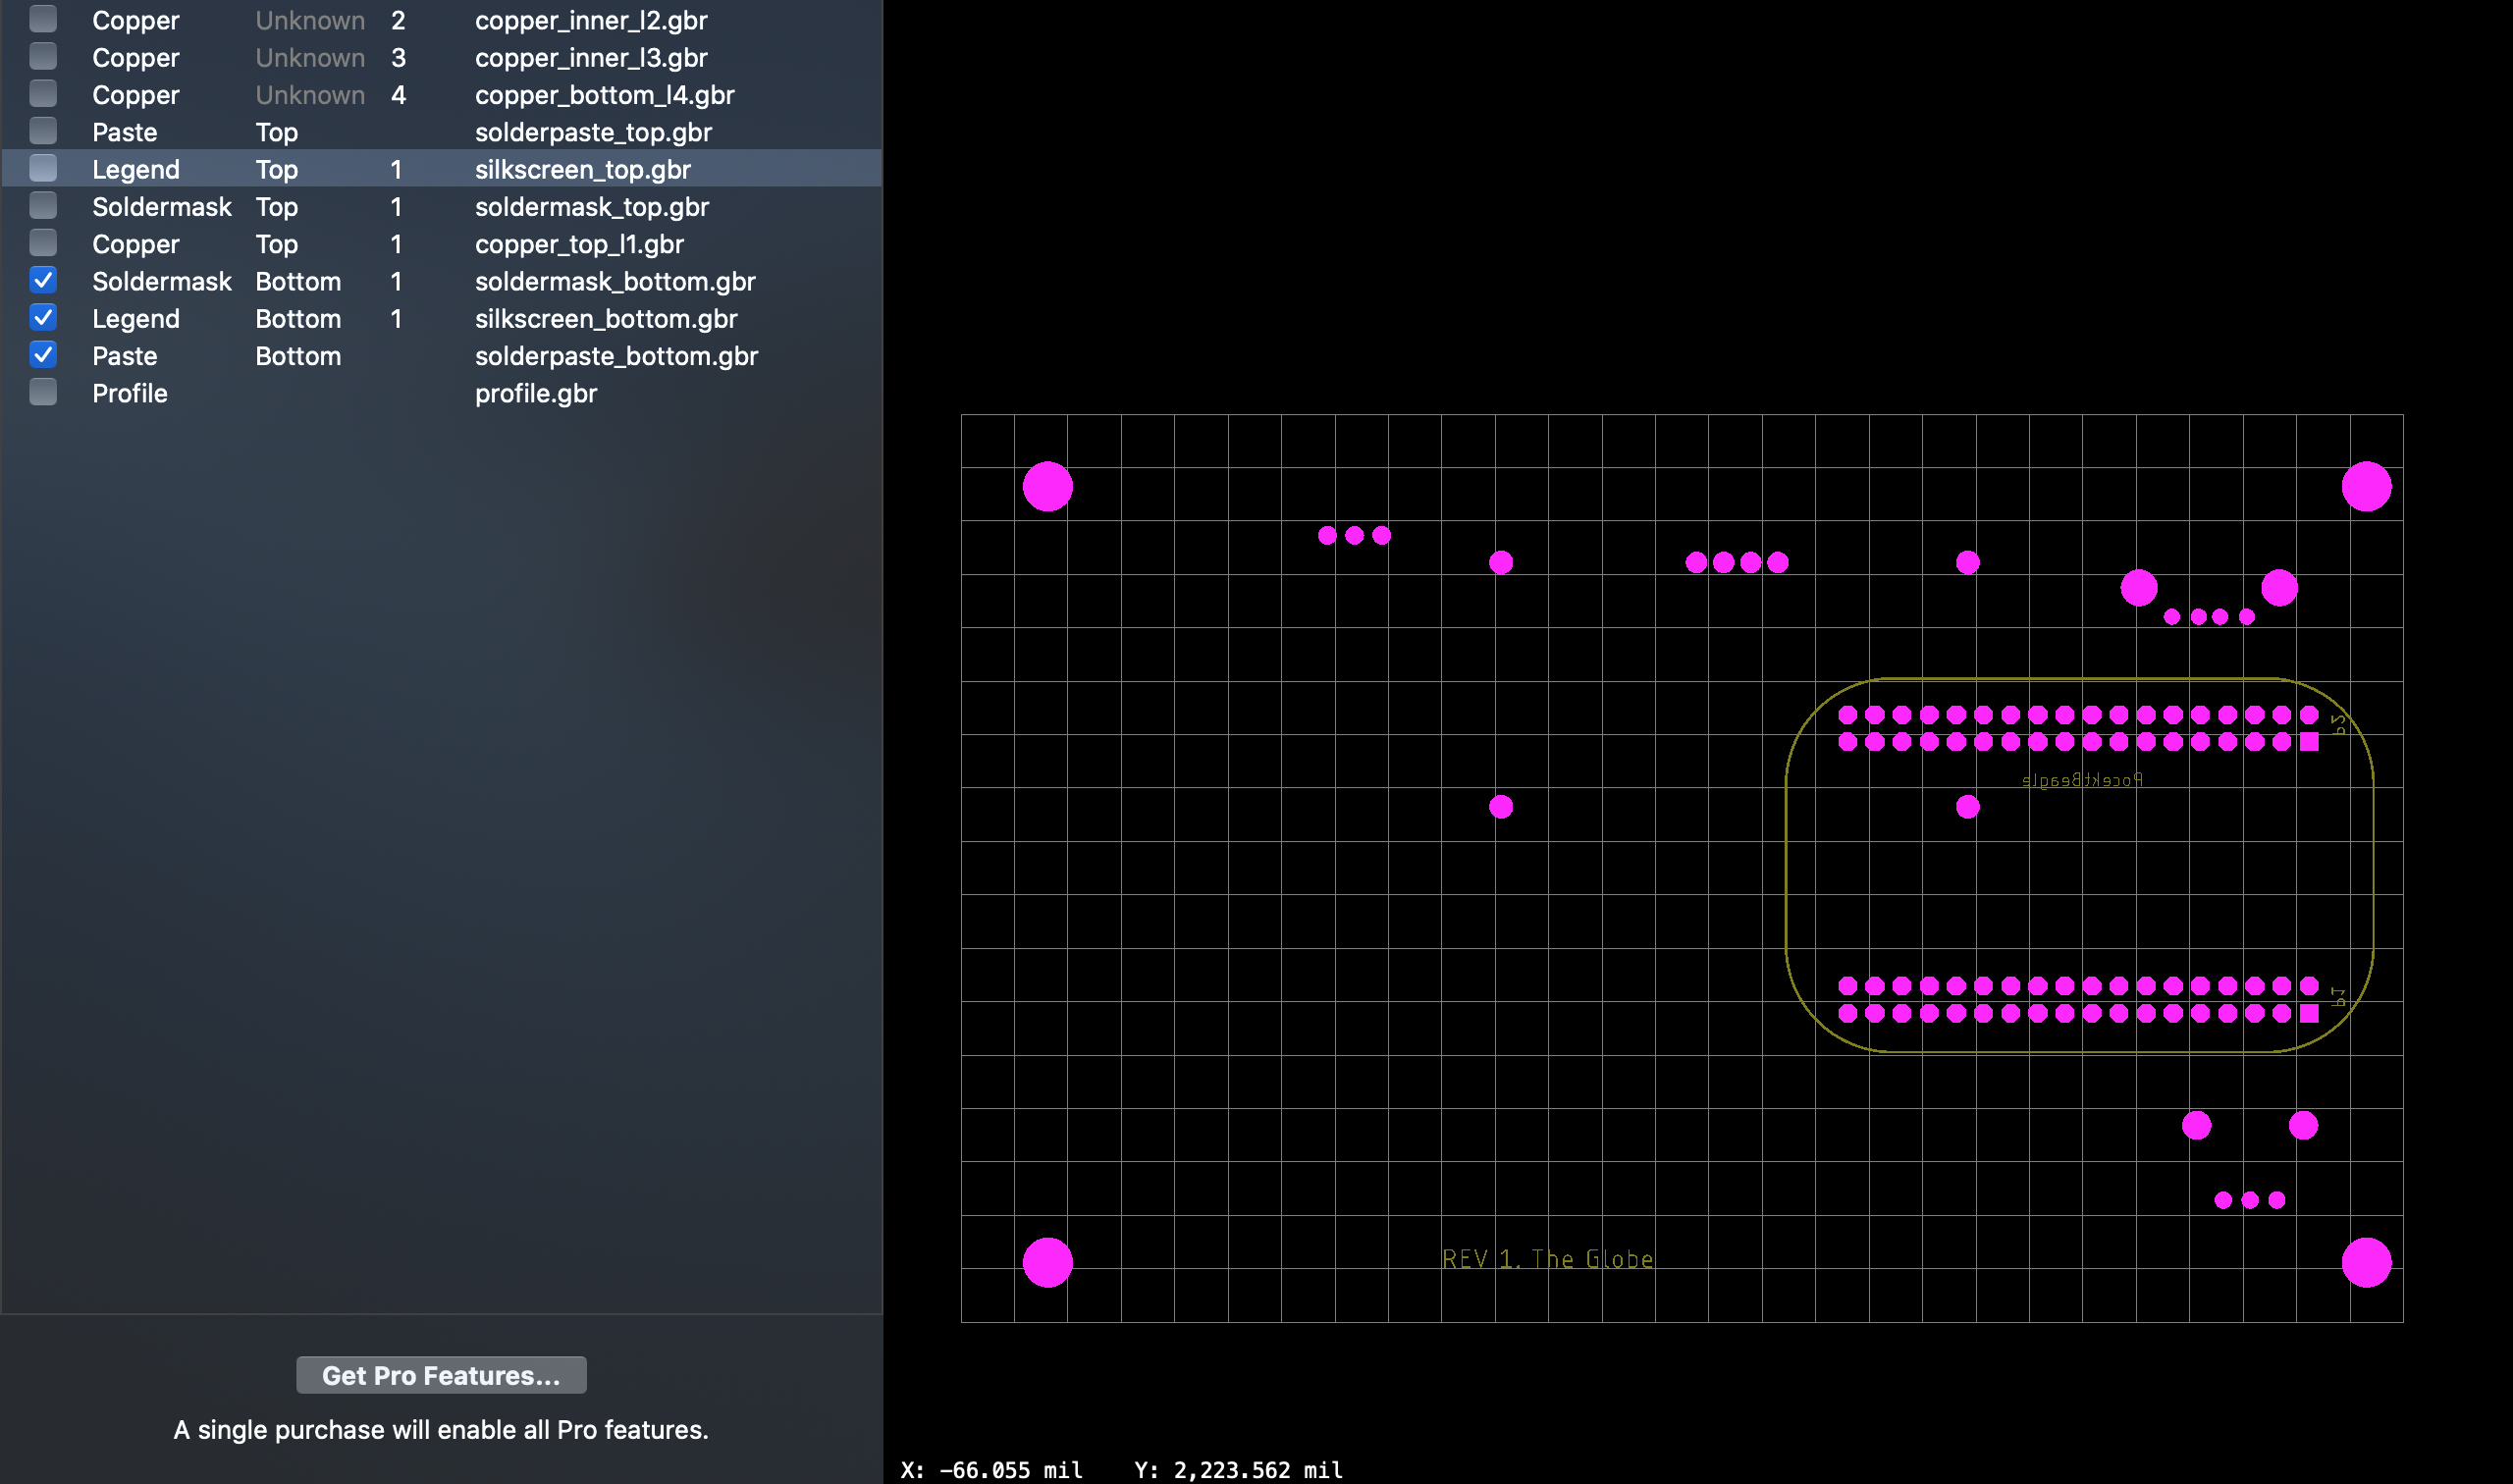 Copper Unknown 2 copper_inner_l2.gbr
Copper Unknown 3 copper_inner_l3.gbr
Copper Unknown 4 copper_bottom_l4.gbr
Paste Top solderpaste_top.gbr
Legend Top 1 silkscreen_top.gbr
Soldermask Top 1 soldermask_top.gbr
Copper Top 1 copper_top_l1.gbr
Soldermask Bottom 1 soldermask_bottom.gbr
Legend Bottom 1 silkscreen_bottom.gbr
Paste Bottom solderpaste_bottom.gbr
Profile profile.gbr
Get Pro Features...
A single purchase will enable all Pro features.
P2
PocektBeagle
P1
REV 1, The Globe
X: -66.055 mil Y: 2,223.562 mil